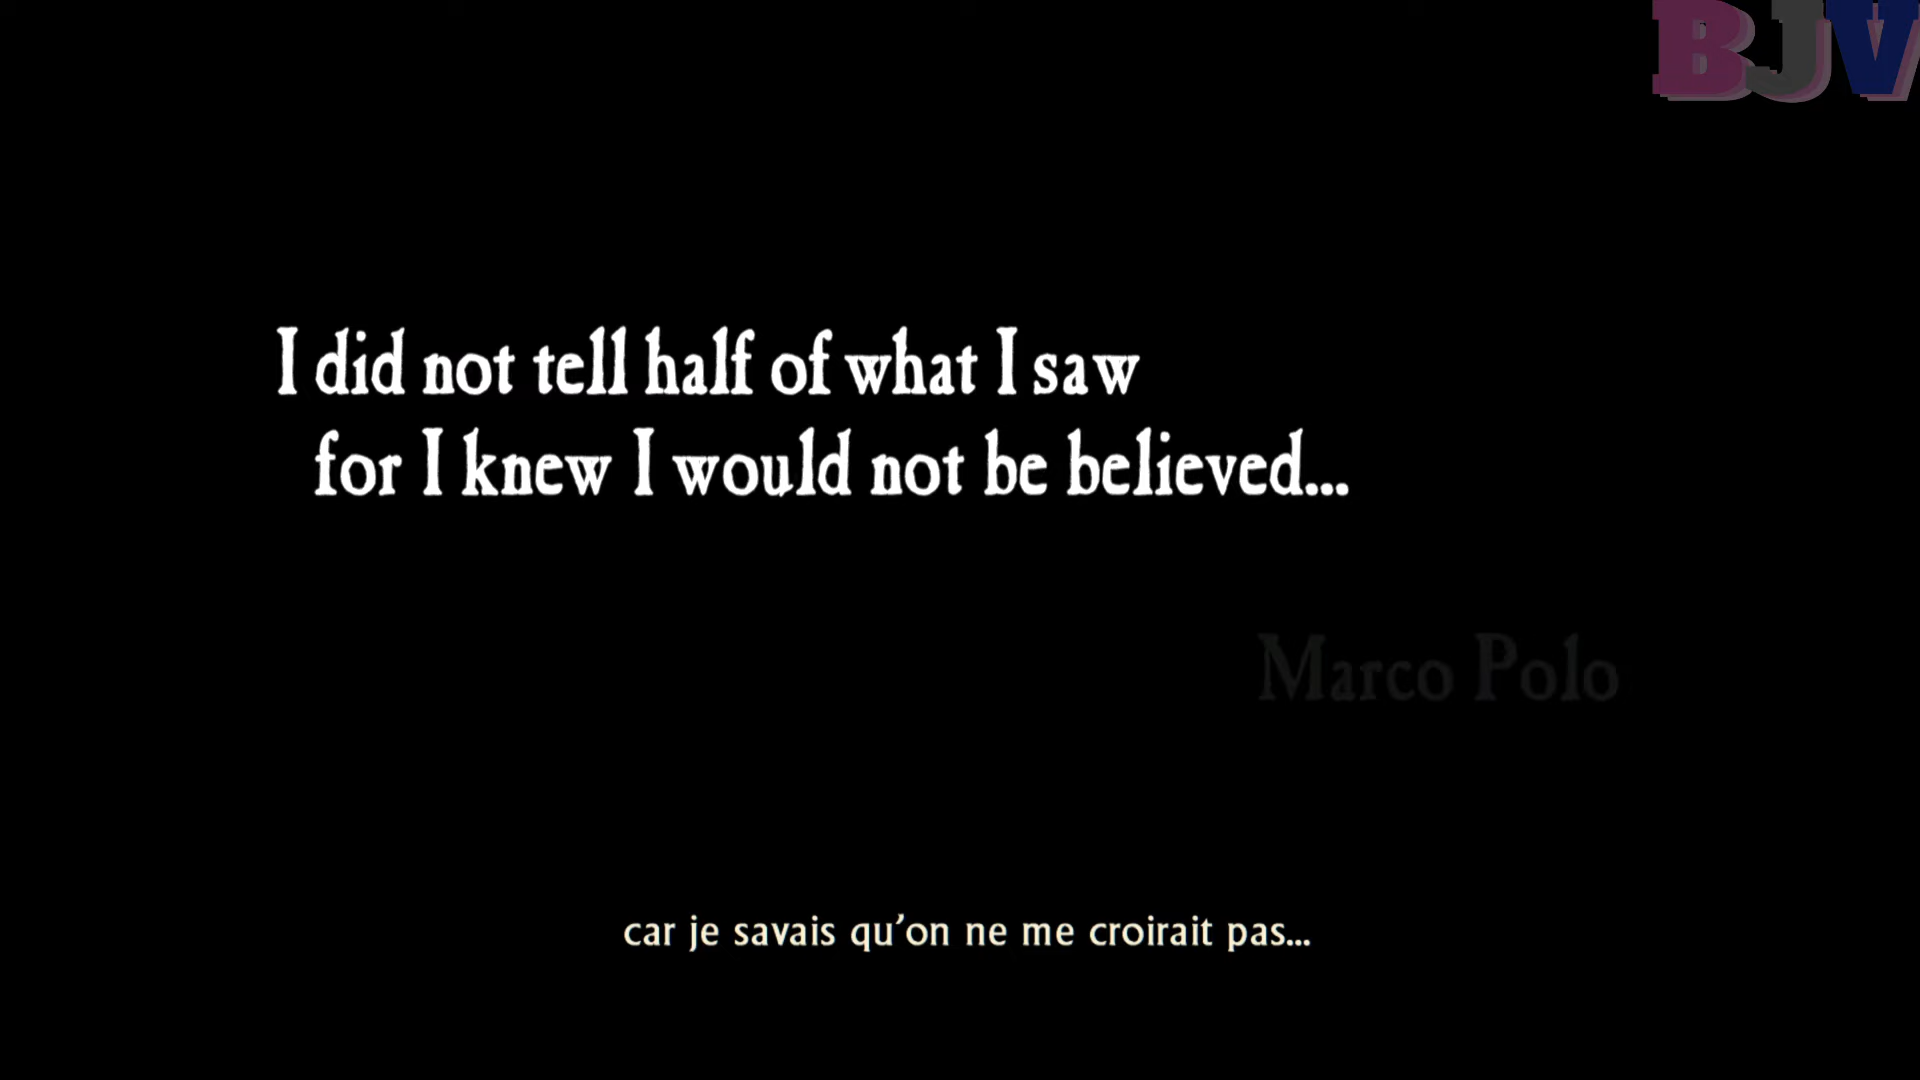 BJV
I did not tell half of what I saw
for I knew I would not be believed...
Marco Polo
car je savais qu'on ne me croirait pas...